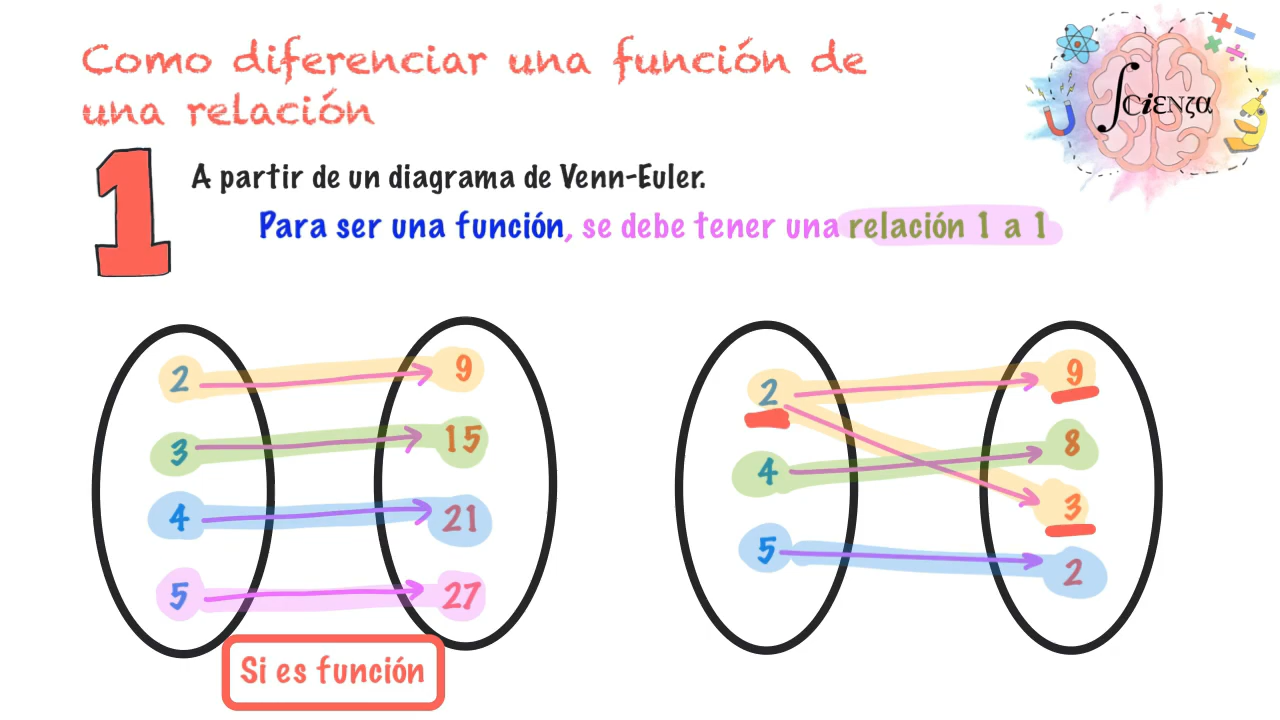 Como diferenciar una función de
una relación
ʃCiENζα
1
A partir de un diagrama de Venn-Euler.
Para ser una función, se debe tener una relación 1 a 1
2 9
3 15
4 21
5 27
Si es función
2 9
4 8
3
5 2